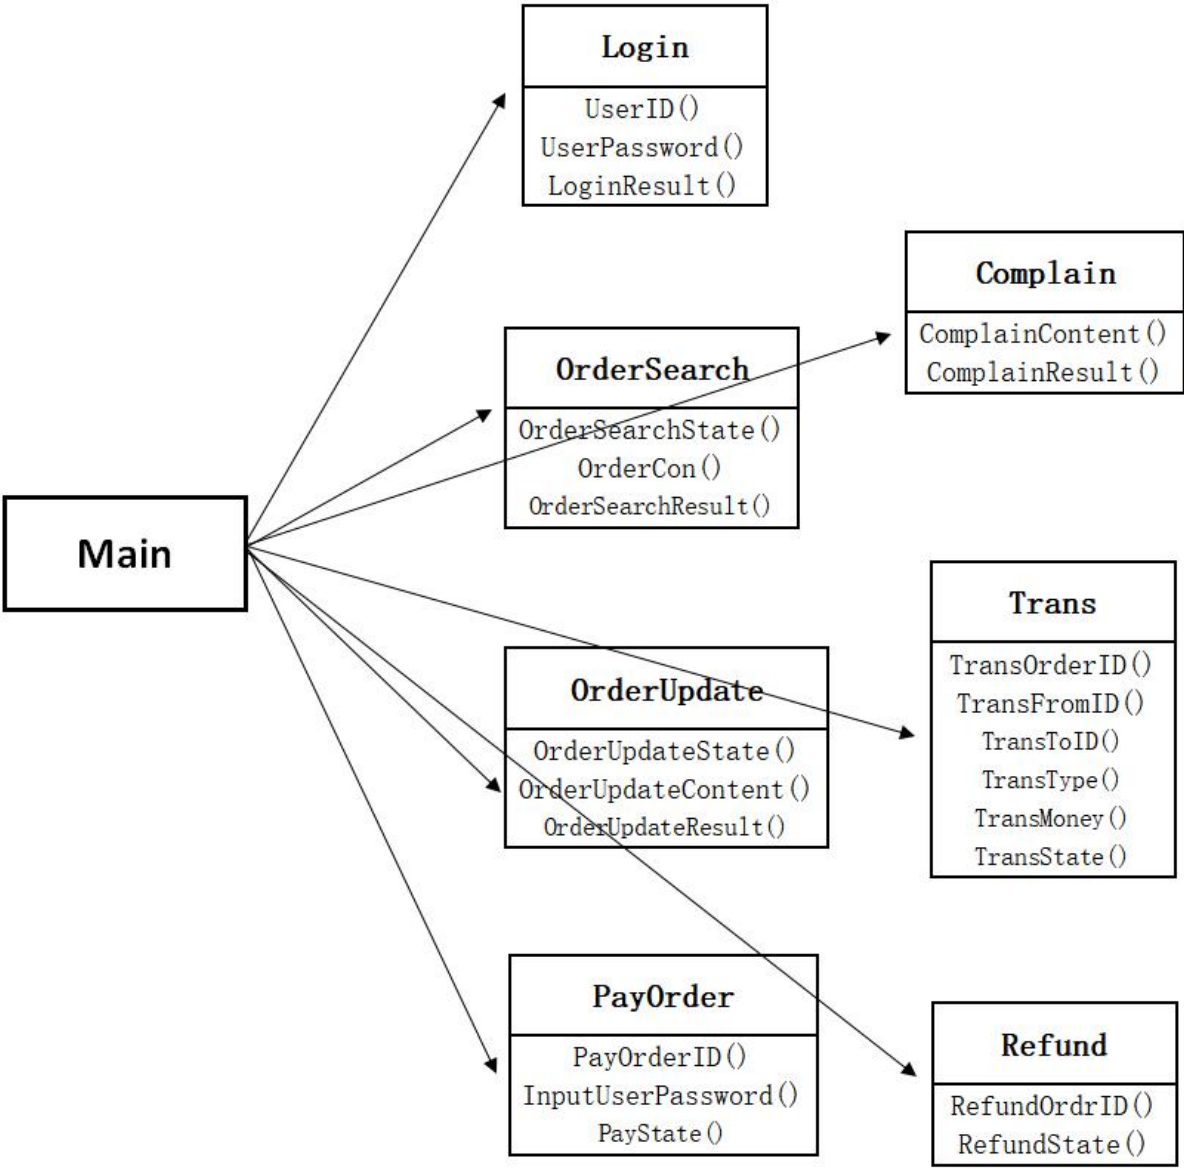 Login
UserID()
UserPassword()
LoginResult()
Complain
ComplainContent()
ComplainResult()
OrderSearch
OrderSearchState()
OrderCon()
OrderSearchResult()
Main
Trans
TransOrderID()
TransFromID()
TransToID()
TransType()
TransMoney()
TransState()
OrderUpdate
OrderUpdateState()
OrderUpdateContent()
OrderUpdateResult()
PayOrder
PayOrderID()
InputUserPassword()
PayState()
Refund
RefundOrdrID()
RefundState()